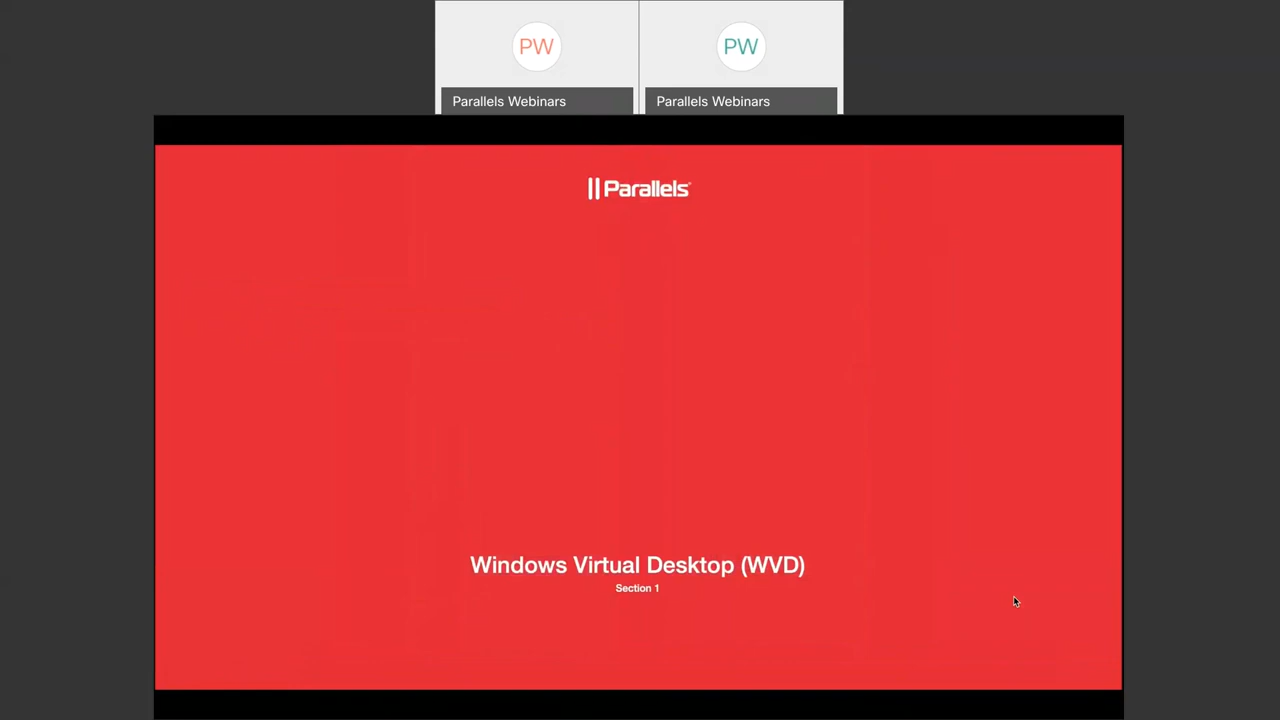 PW
PW
Parallels Webinars
Parallels Webinars
Parallels®
Windows Virtual Desktop (WVD)
Section 1